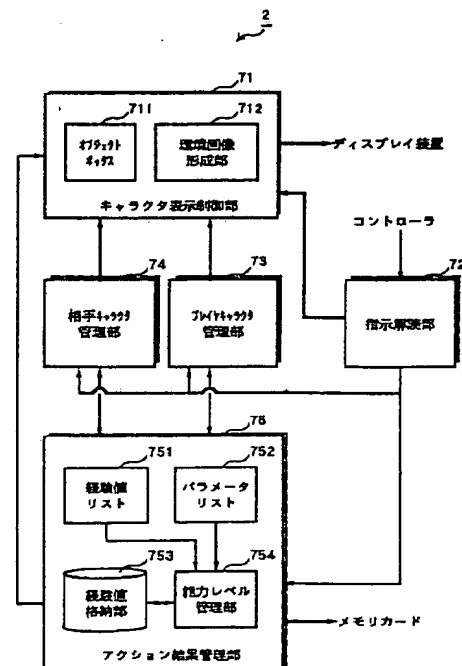 2
71
711
712
オブジェクト
ボックス
環境画像
形成部
キャラクタ表示制御部
ディスプレイ装置
コントローラ
74
73
72
相手キャラクタ
管理部
プレイヤキャラクタ
管理部
指示解読部
75
751
752
経験値
リスト
パラメータ
リスト
753
754
経験値
格納部
能力レベル
管理部
アクション結果管理部
メモリカード